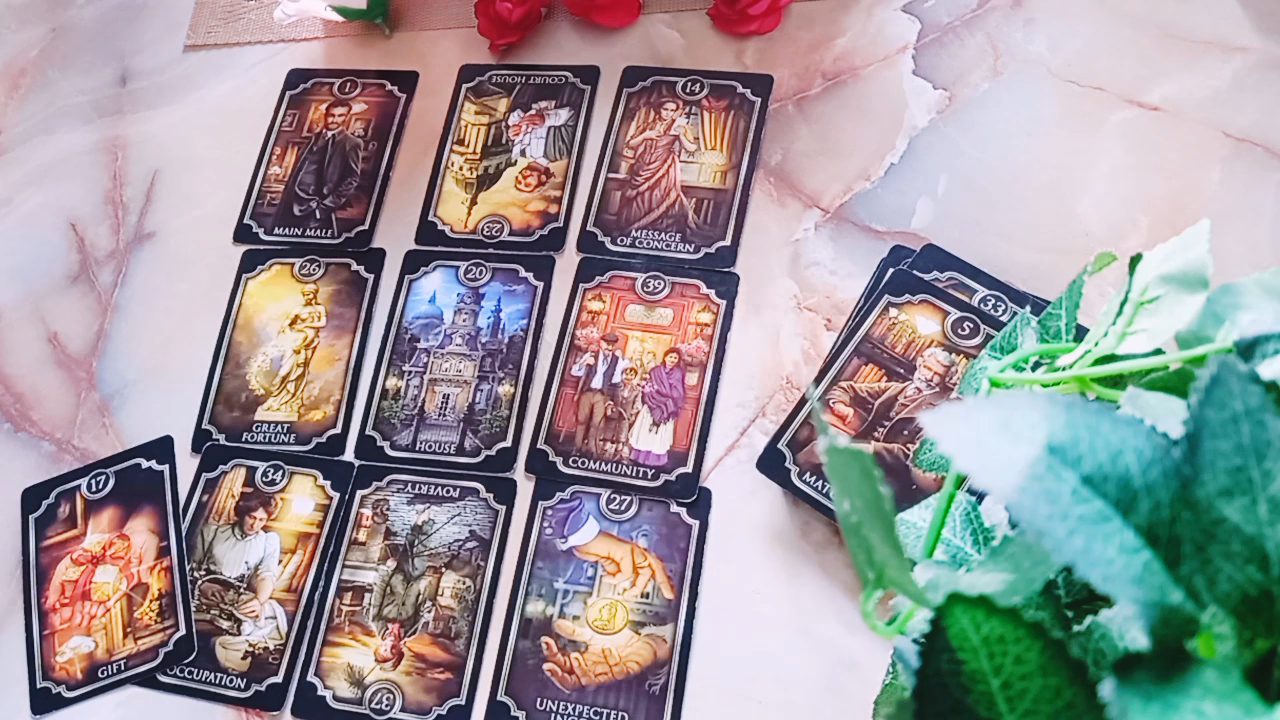 1
MAIN MALE
COURT HOUSE
23
14
MESSAGE
OF CONCERN
26
GREAT
FORTUNE
20
HOUSE
39
COMMUNITY
17
GIFT
34
OCCUPATION
POVERTY
37
27
UNEXPECTED
33
5